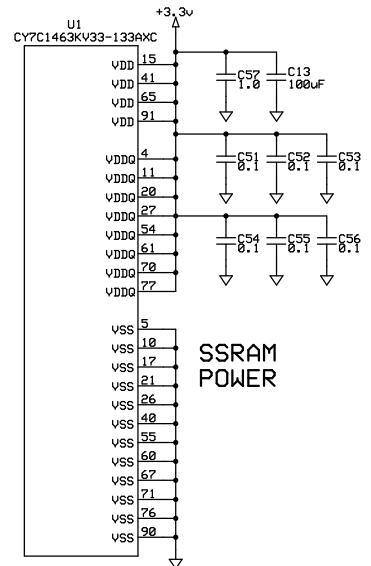 +3.3v
U1
CY7C1463KV33-133AXC
VDD 15
VDD 41
VDD 65
VDD 91
C57
1.0
C13
100uF
VDDQ 4
VDDQ 11
VDDQ 20
VDDQ 27
VDDQ 54
VDDQ 61
VDDQ 70
VDDQ 77
C51
0.1
C52
0.1
C53
0.1
C54
0.1
C55
0.1
C56
0.1
VSS 5
VSS 10
VSS 17
VSS 21
VSS 26
VSS 40
VSS 55
VSS 60
VSS 67
VSS 71
VSS 76
VSS 90
SSRAM
POWER